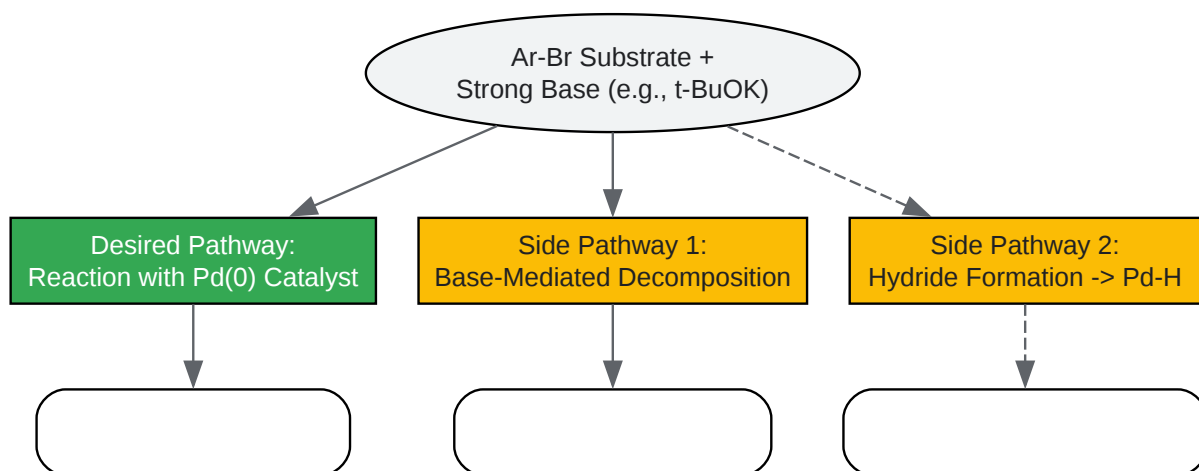 Ar-Br Substrate +
Strong Base (e.g., t-BuOK)
Desired Pathway:
Reaction with Pd(0) Catalyst
Side Pathway 1:
Base-Mediated Decomposition
Side Pathway 2:
Hydride Formation -> Pd-H